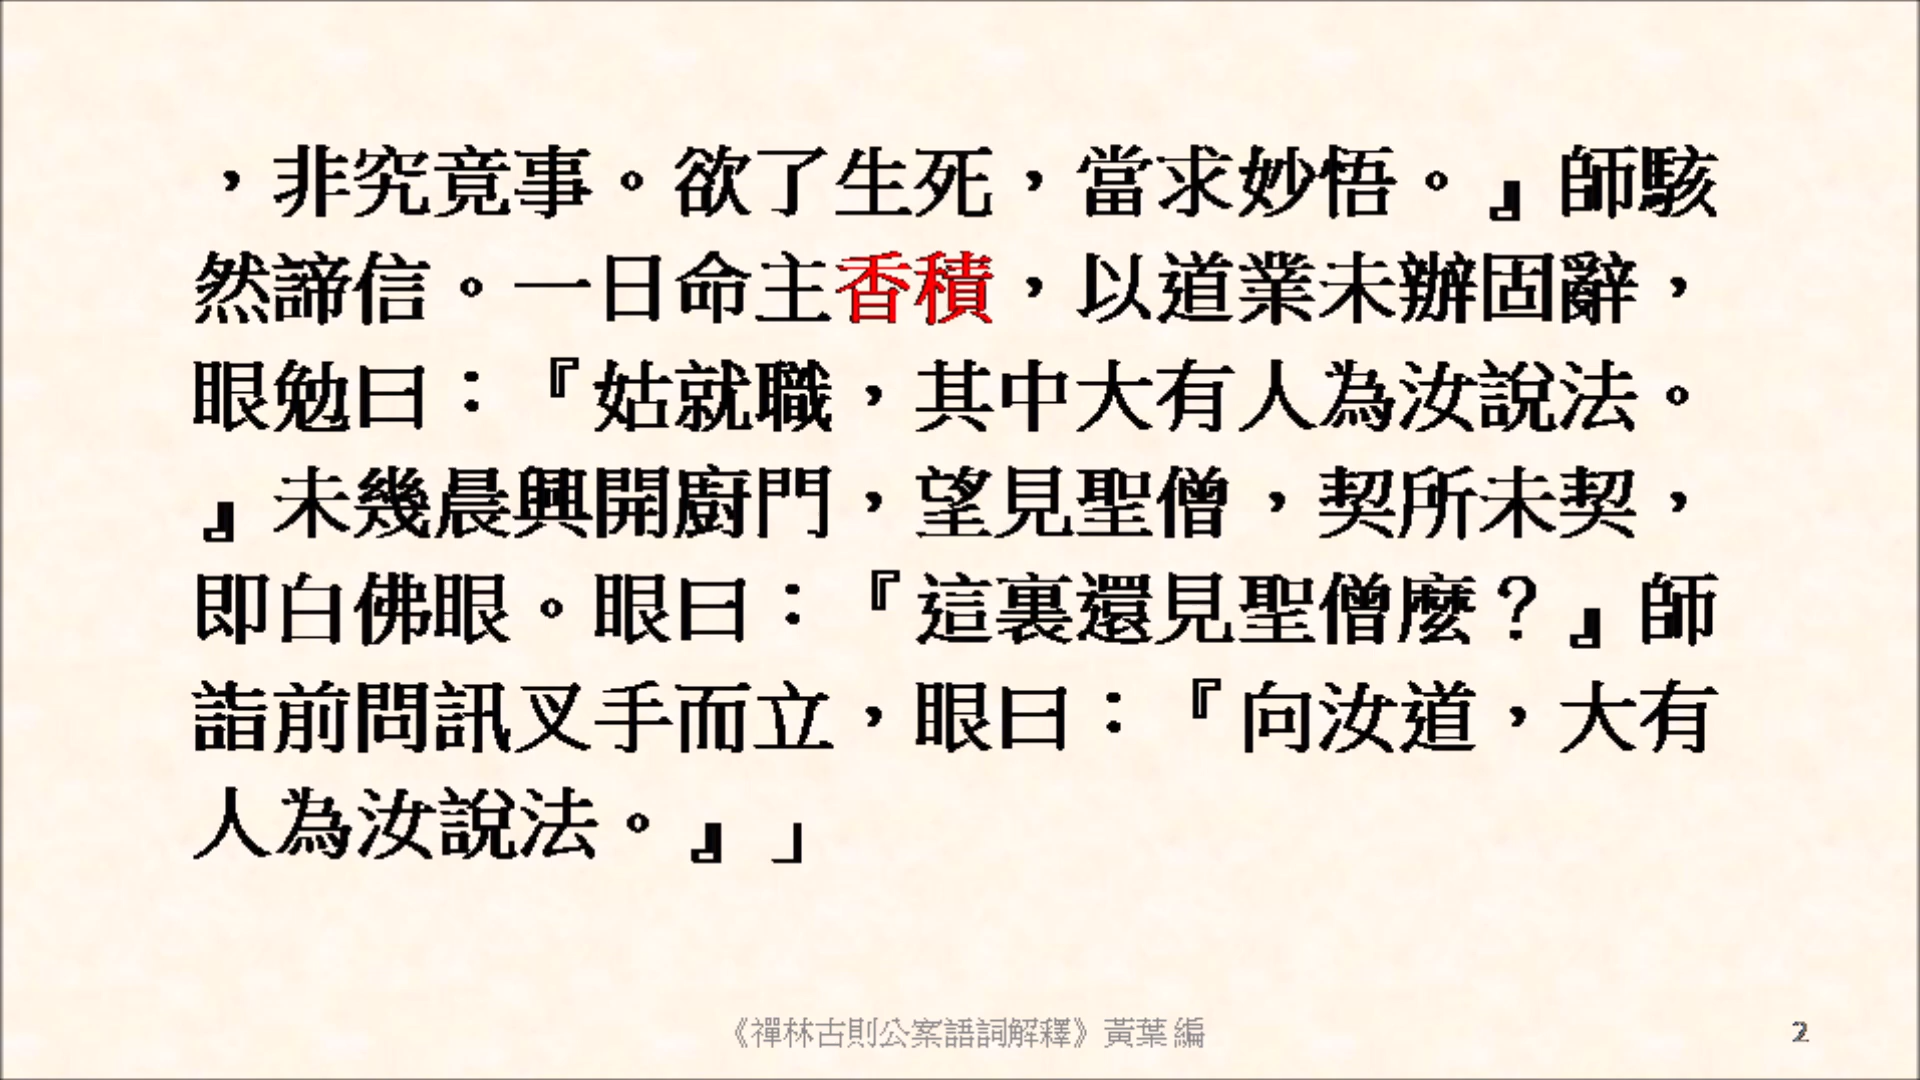 ，非究竟事。欲了生死，當求妙悟。』師駭
然諦信。一日命主香積，以道業未辦固辭，
眼勉曰：『姑就職，其中大有人為汝說法。
』未幾晨興開廚門，望見聖僧，契所未契，
即白佛眼。眼曰：『這裏還見聖僧麼？』師
詣前問訊叉手而立，眼曰：『向汝道，大有
人為汝說法。』」
《禪林古則公案語詞解釋》黃葉 編
2